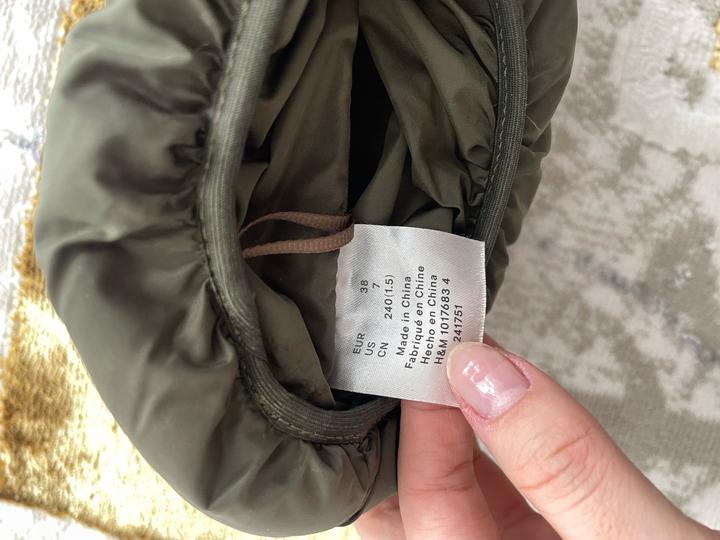 EUR 38
US 7
CN 240(1.5)
Made in China
Fabriqué en Chine
Hecho en China
H&M 1017683 4
241751